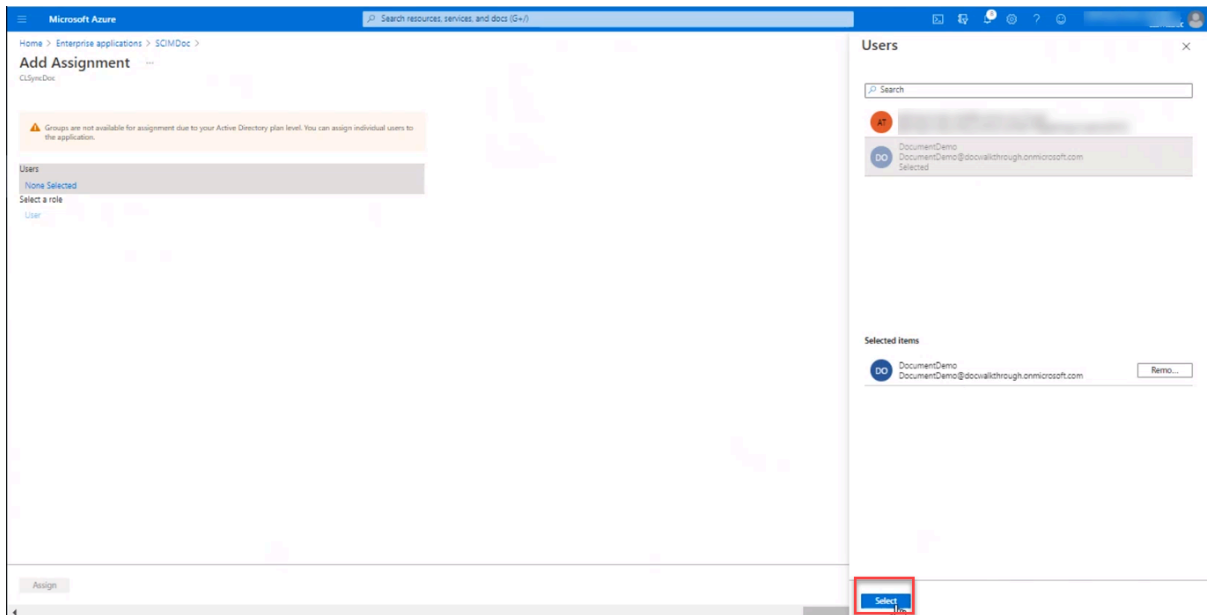 Microsoft Azure
Search resources, services, and docs (G+/)
Home > Enterprise applications > SCIMDoc >
Add Assignment ...
CLSyncDoc
Groups are not available for assignment due to your Active Directory plan level. You can assign individual users to
the application.
Users
None Selected
Select a role
User
Assign
Users
Search
AT
DO
DocumentDemo
DocumentDemo@docwalkthrough.onmicrosoft.com
Selected
Selected items
DO
DocumentDemo
DocumentDemo@docwalkthrough.onmicrosoft.com
Remo...
Select